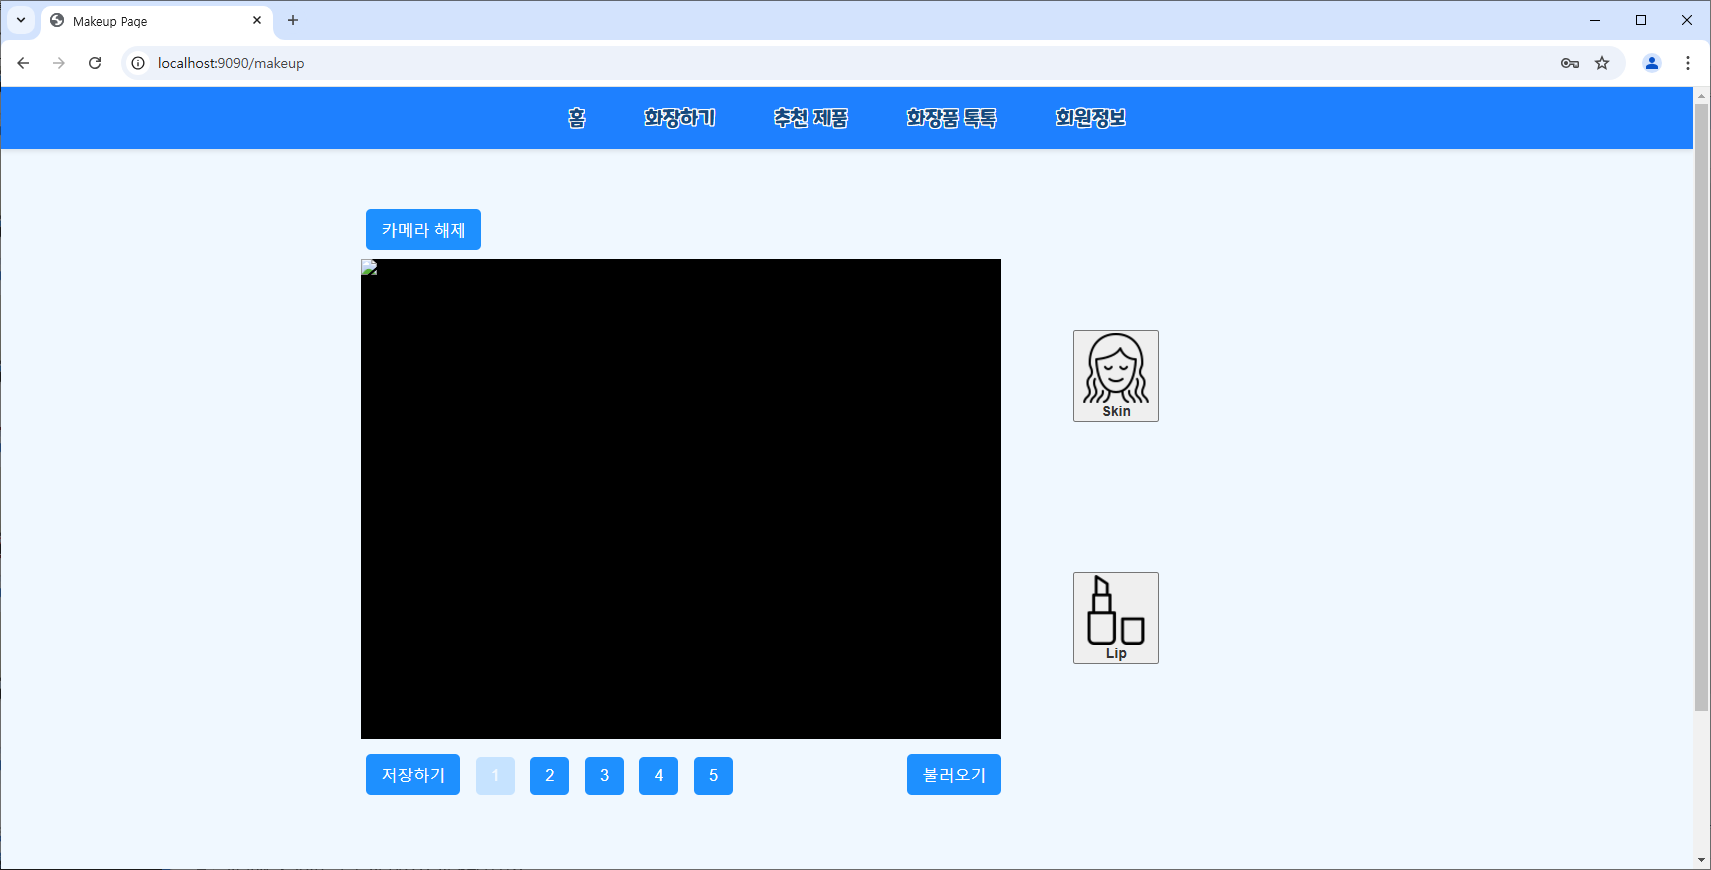 Makeup Page
localhost:9090/makeup
홈 화장하기 추천 제품 화장품 톡톡 회원정보
카메라 해제
Skin
Lip
저장하기 1 2 3 4 5 불러오기